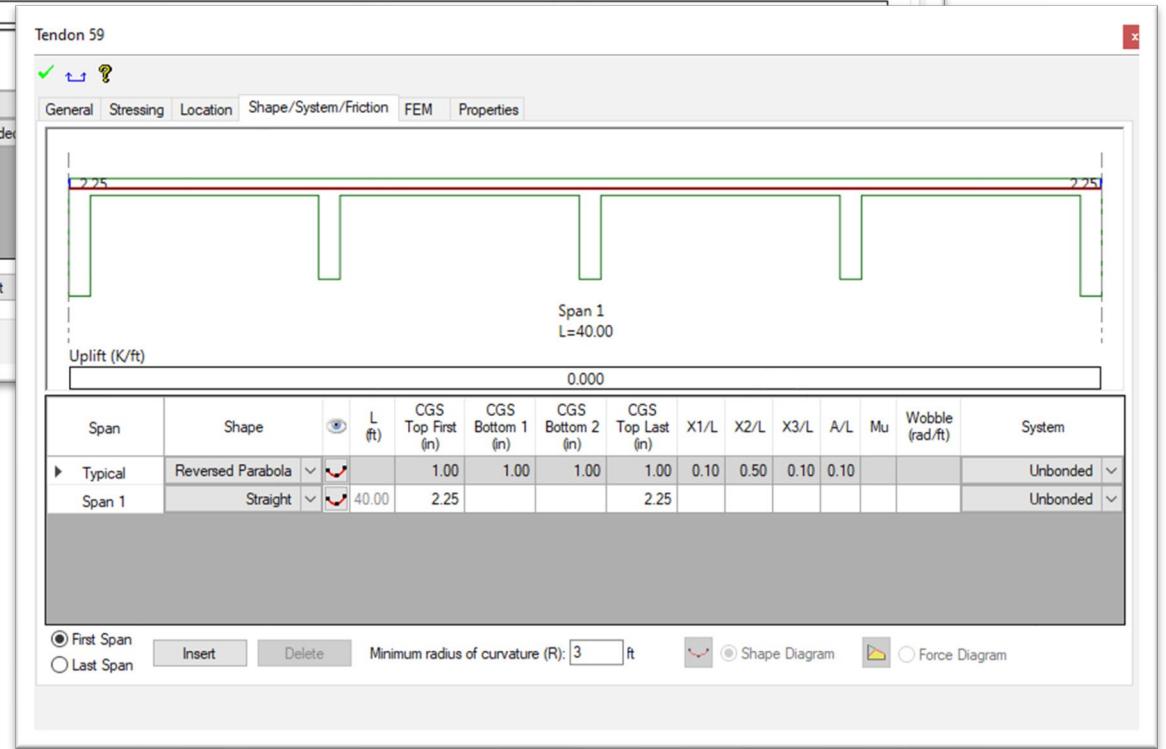 Tendon 59
x
?
General Stressing Location Shape/System/Friction FEM Properties
2.25 2.25
Span 1
L=40.00
Uplift (K/ft)
0.000
Span Shape L (ft) CGS Top First (in) CGS Bottom 1 (in) CGS Bottom 2 (in) CGS Top Last (in) X1/L X2/L X3/L A/L Mu Wobble (rad/ft) System
Typical Reversed Parabola 1.00 1.00 1.00 1.00 0.10 0.50 0.10 0.10 Unbonded
Span 1 Straight 40.00 2.25 2.25 Unbonded
First Span
Last Span
Insert Delete Minimum radius of curvature (R): 3 ft Shape Diagram Force Diagram